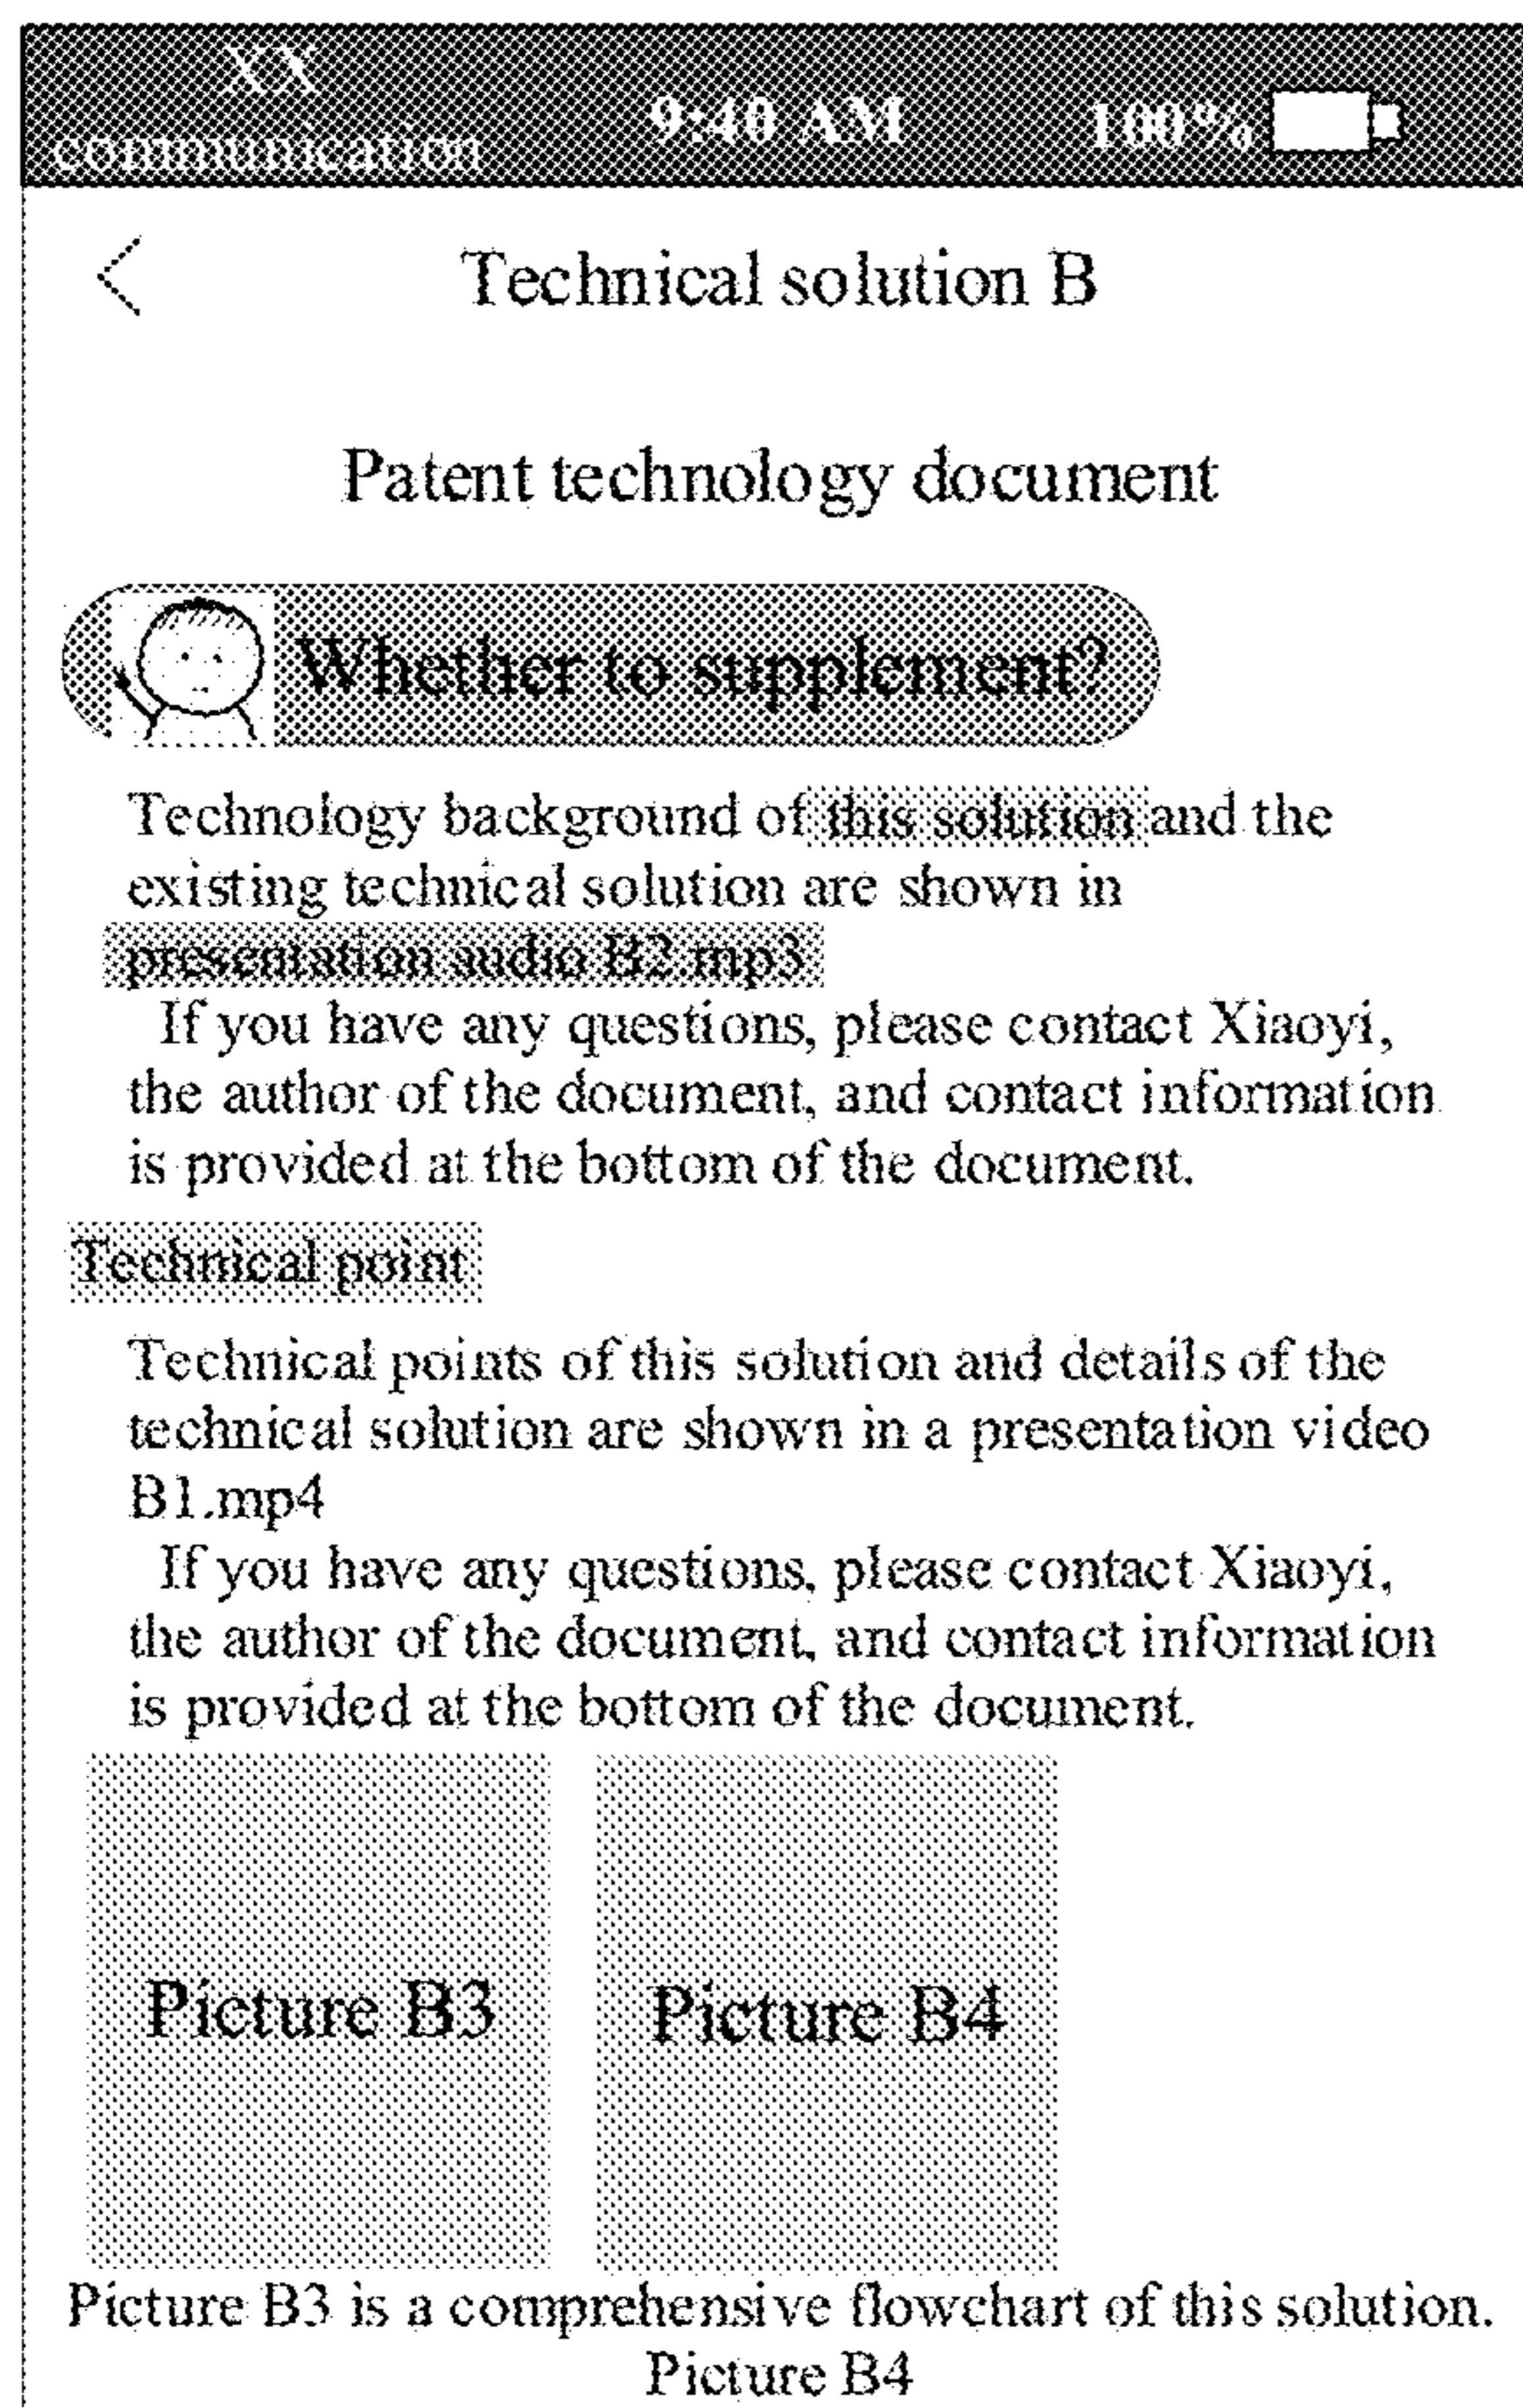 XX
communication
9:40 AM
100%
Technical solution B
Patent technology document
Whether to supplement?
Technology background of this solution and the
existing technical solution are shown in
presentation audio B2.mp3
If you have any questions, please contact Xiaoyi,
the author of the document, and contact information
is provided at the bottom of the document.
Technical point
Technical points of this solution and details of the
technical solution are shown in a presentation video
B1.mp4
If you have any questions, please contact Xiaoyi,
the author of the document, and contact information
is provided at the bottom of the document.
Picture B3
Picture B4
Picture B3 is a comprehensive flowchart of this solution.
Picture B4